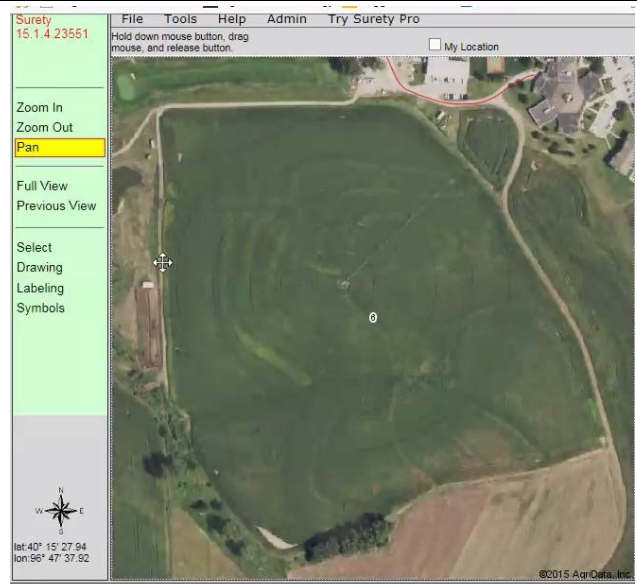 Surety
15.1.4.23551
File Tools Help Admin Try Surety Pro
Hold down mouse button, drag
mouse, and release button.
My Location
Zoom In
Zoom Out
Pan
Full View
Previous View
Select
Drawing
Labeling
Symbols
0
N
W E
S
lat:40° 15' 27.94
lon:96° 47' 37.92
©2015 AgriData, Inc.